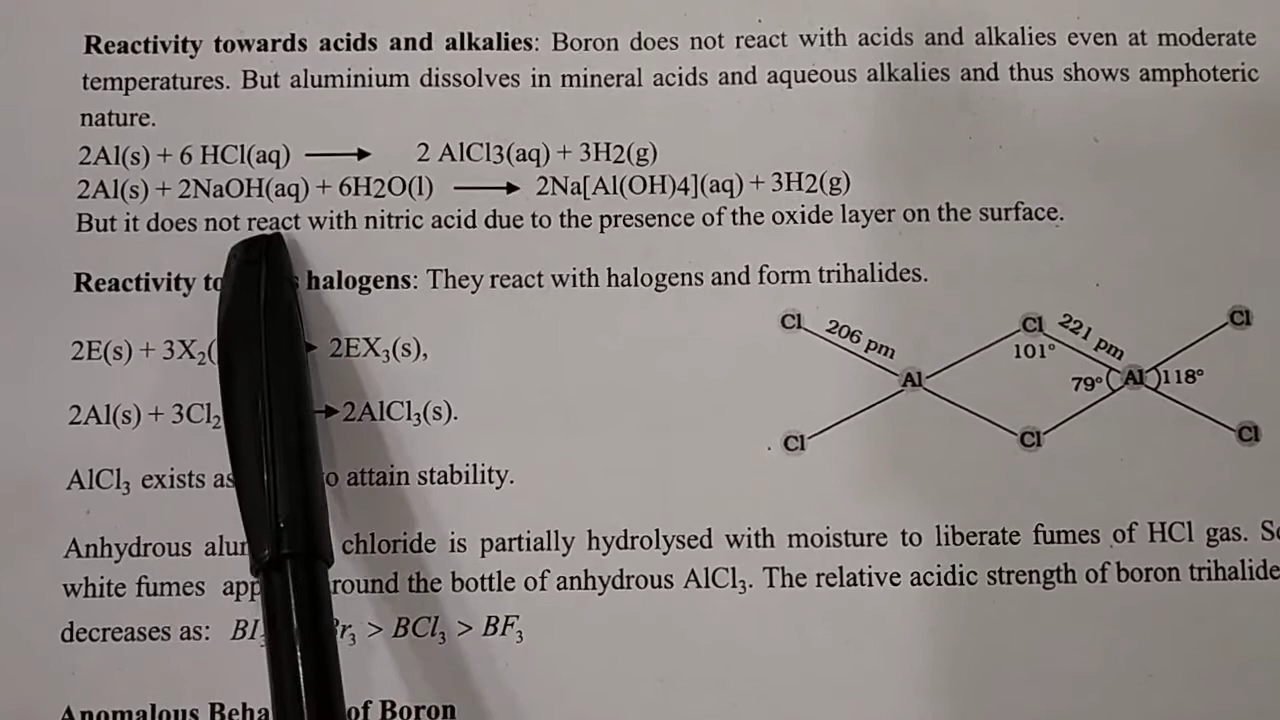 Reactivity towards acids and alkalies: Boron does not react with acids and alkalies even at moderate
temperatures. But aluminium dissolves in mineral acids and aqueous alkalies and thus shows amphoteric
nature.
2Al(s) + 6 HCl(aq) ⟶ 2 AlCl3(aq) + 3H2(g)
2Al(s) + 2NaOH(aq) + 6H2O(l) ⟶ 2Na[Al(OH)4](aq) + 3H2(g)
But it does not react with nitric acid due to the presence of the oxide layer on the surface.
Reactivity halogens: They react with halogens and form trihalides.
2E(s) + 3X₂( 2EX₃(s),
2Al(s) + 3Cl₂ → 2AlCl₃(s).
Cl 206 pm Cl 221 pm Cl
101°
Al 79° Al 118°
Cl Cl Cl
AlCl₃ exists as attain stability.
Anhydrous chloride is partially hydrolysed with moisture to liberate fumes of HCl gas.
white fumes the bottle of anhydrous AlCl₃. The relative acidic strength of boron trihalide
decreases as: > BCl₃ > BF₃
Anomalous of Boron